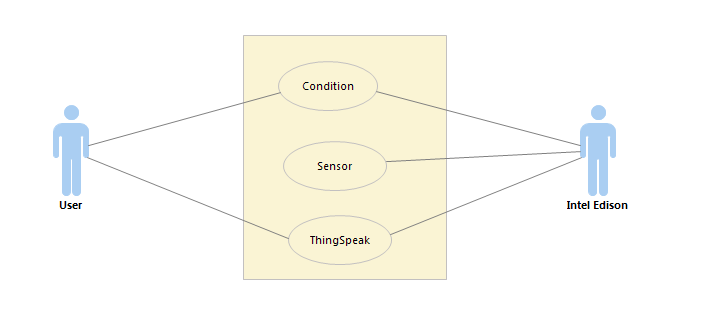 Condition
Sensor
User
Intel Edison
ThingSpeak